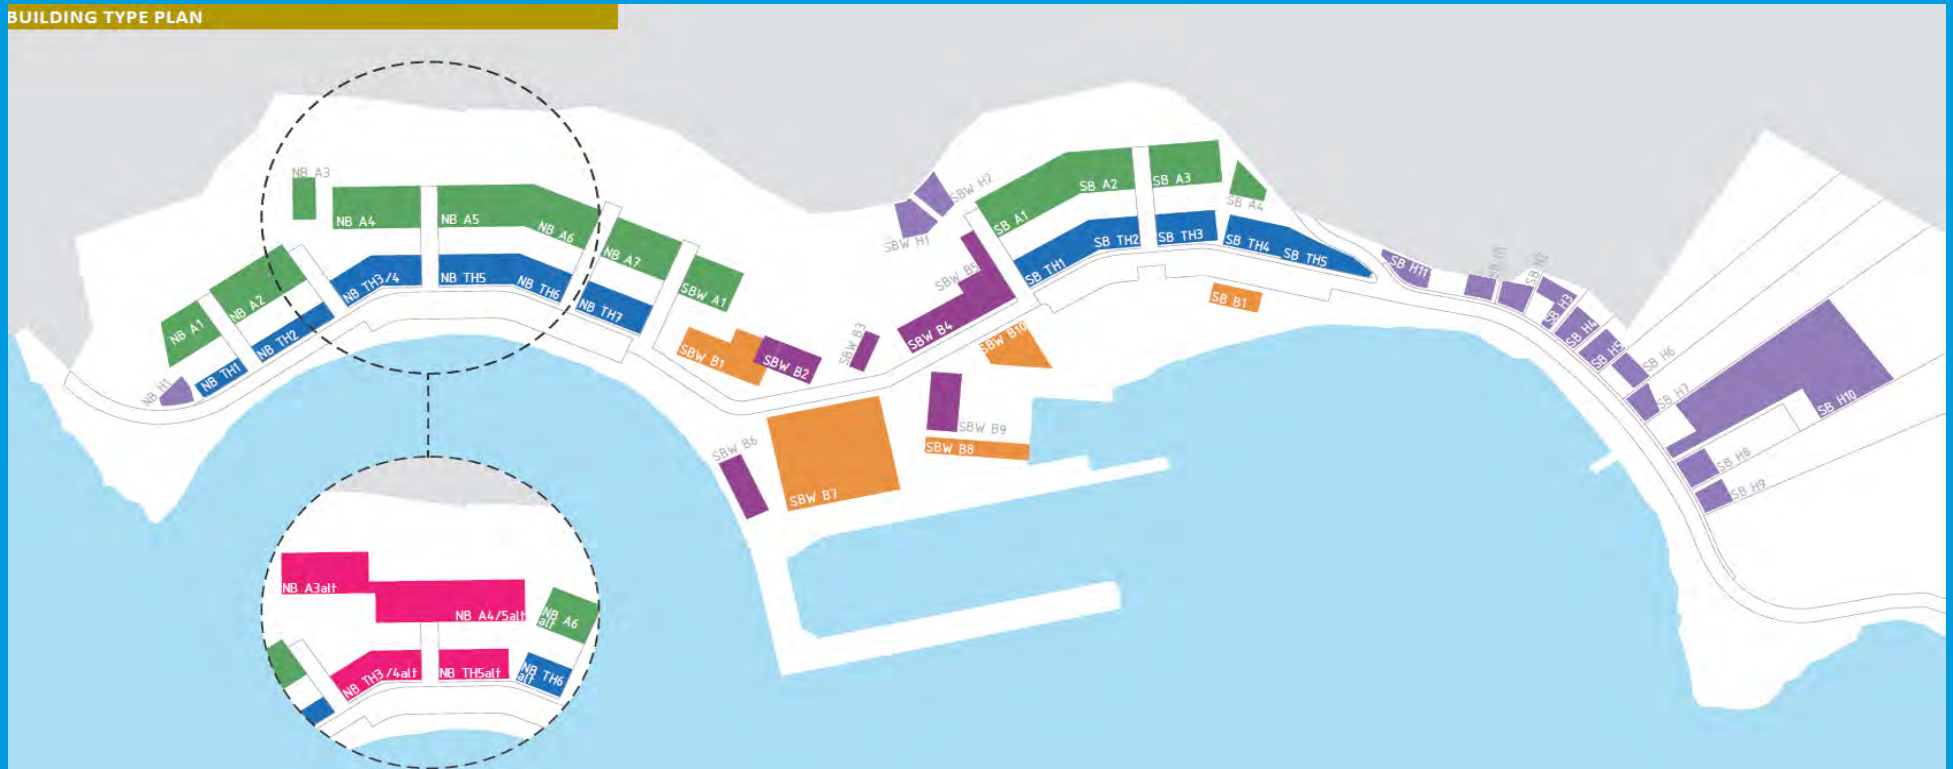 BUILDING TYPE PLAN
NB A3
NB A4
NB A5
NB A6
NB A7
SBW A1
NB A1
NB A2
NB TH3/4
NB TH5
NB TH6
NB TH7
NB TH2
NB TH1
NB H1
SBW B1
SBW B2
SBW B3
SBW B4
SBW B5
SBW B6
SBW B7
SBW B8
SBW B9
SBW B10
SBW H1
SBW H2
SB A1
SB A2
SB A3
SB A4
SB TH1
SB TH2
SB TH3
SB TH4
SB TH5
SB B1
SB H11
SB H1
SB H2
SB H3
SB H4
SB H5
SB H6
SB H7
SB H10
SB H8
SB H9
NB A3alt
NB A4/5alt
NB A6
alt
NB TH3/4alt
NB TH5alt
NB TH6
alt